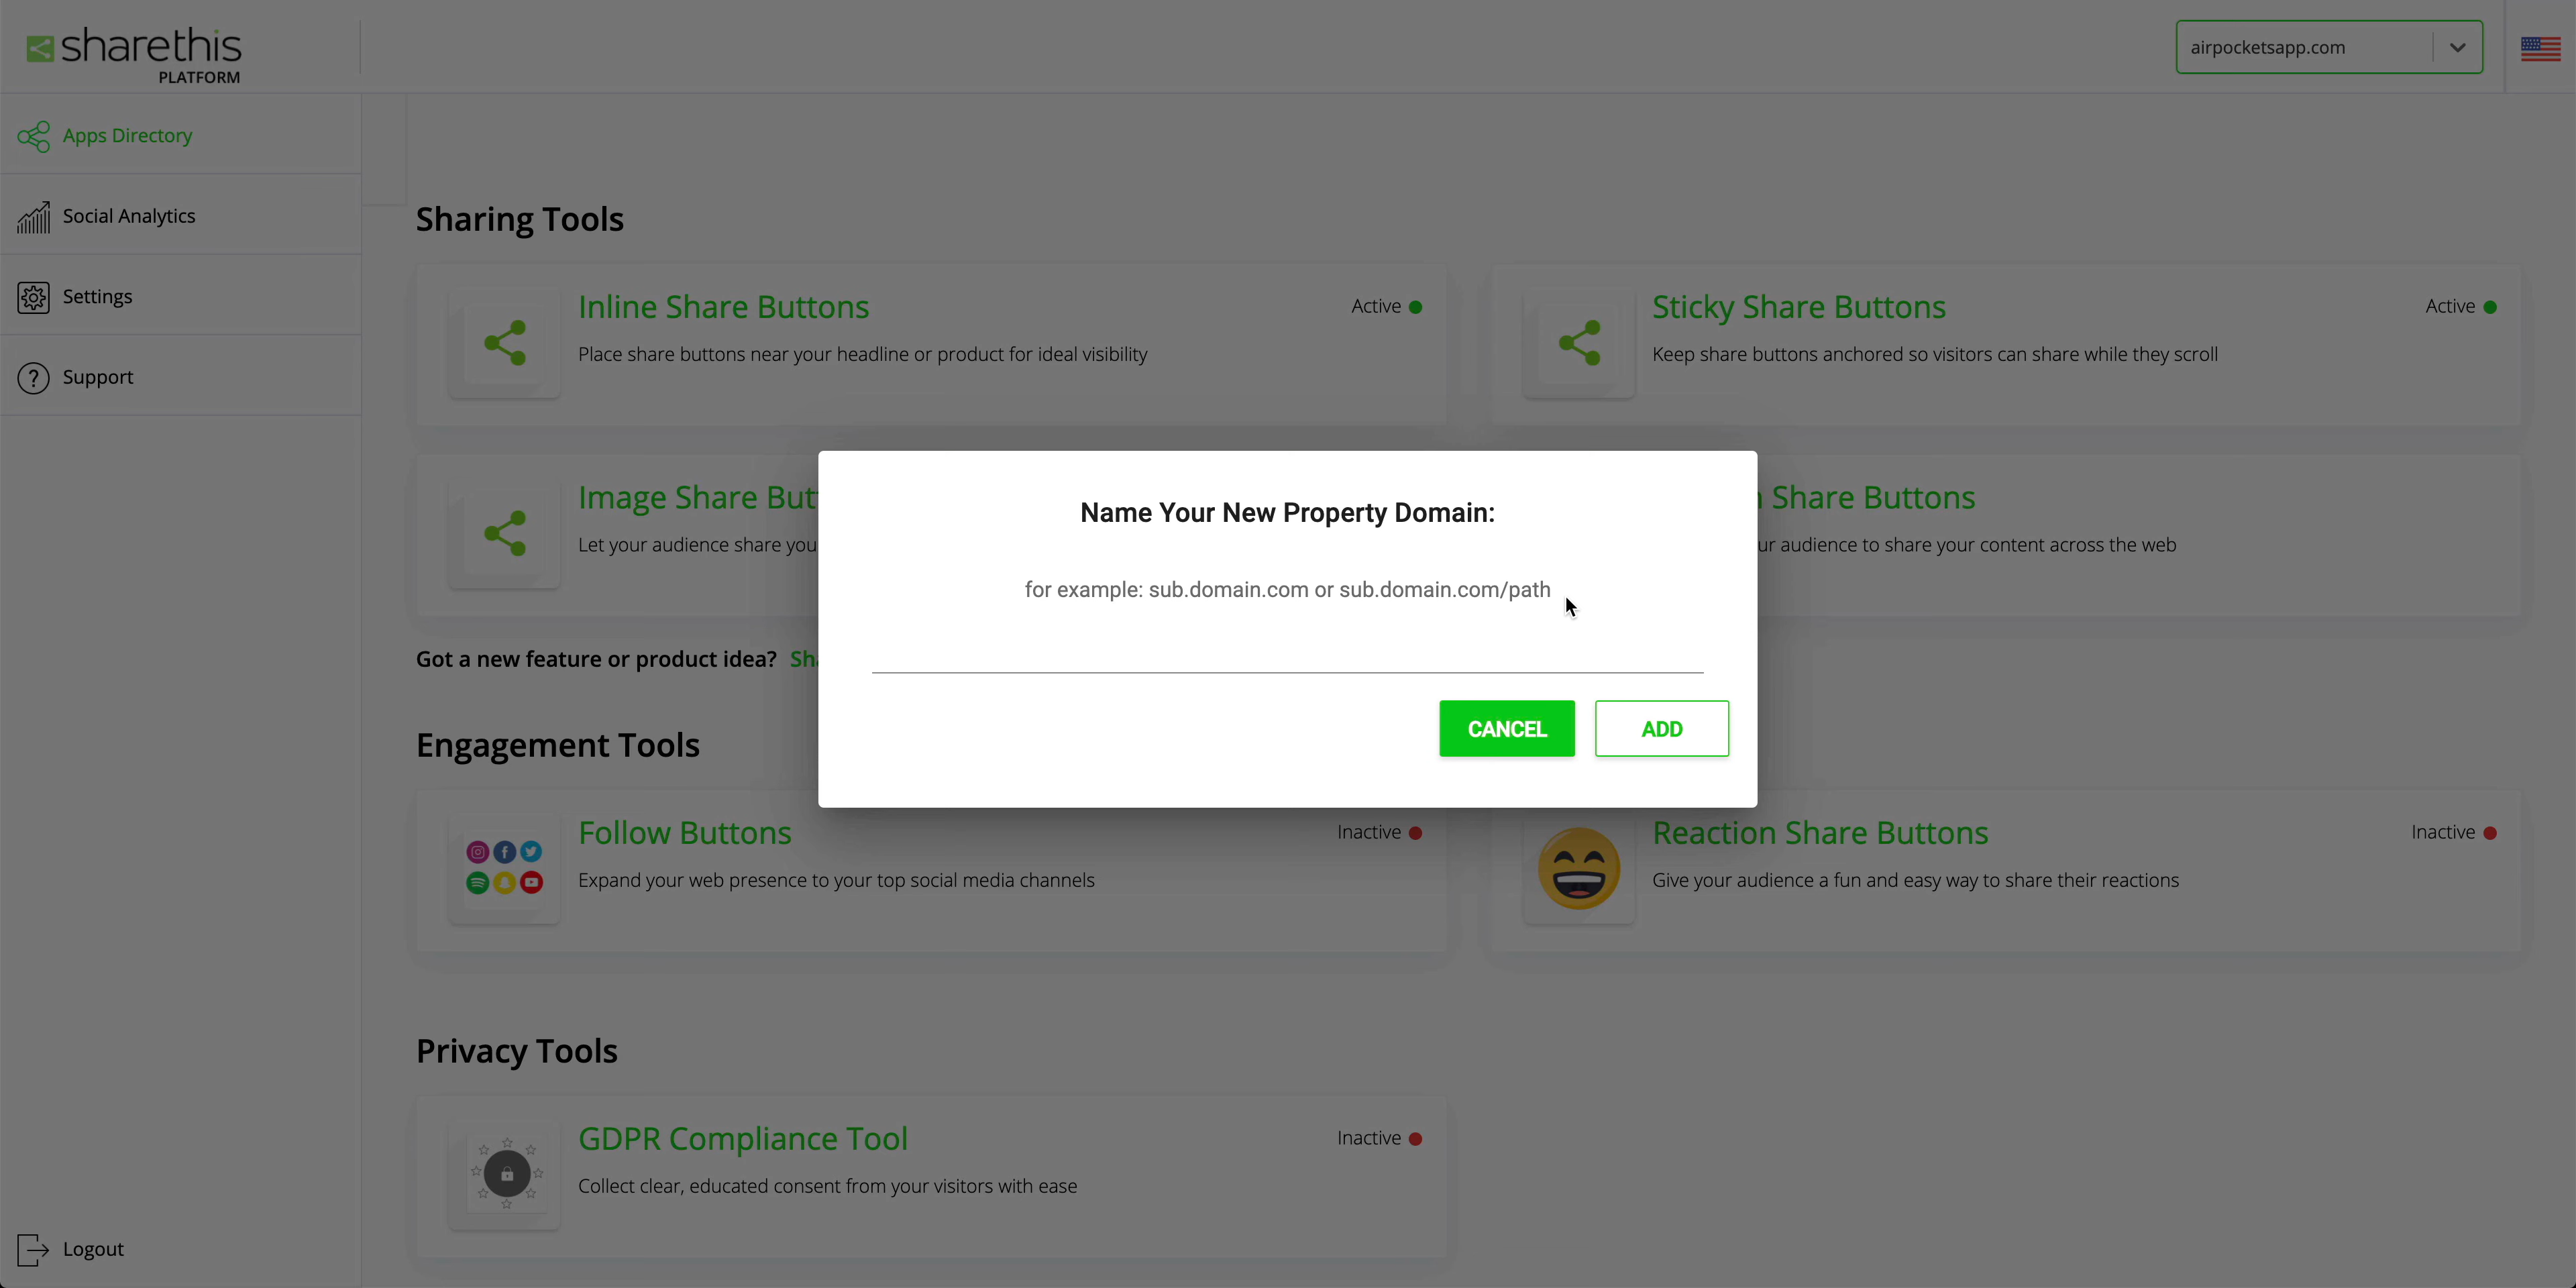 sharethis
PLATFORM
airpocketsapp.com
Apps Directory
Social Analytics
Settings
Support
Logout
Sharing Tools
Inline Share Buttons
Active
Place share buttons near your headline or product for ideal visibility
Sticky Share Buttons
Active
Keep share buttons anchored so visitors can share while they scroll
Image Share
Let your audience share
Share Buttons
audience to share your content across the web
Name Your New Property Domain:
for example: sub.domain.com or sub.domain.com/path
CANCEL
ADD
Got a new feature or product idea?
Engagement Tools
Follow Buttons
Inactive
Expand your web presence to your top social media channels
Reaction Share Buttons
Inactive
Give your audience a fun and easy way to share their reactions
Privacy Tools
GDPR Compliance Tool
Inactive
Collect clear, educated consent from your visitors with ease